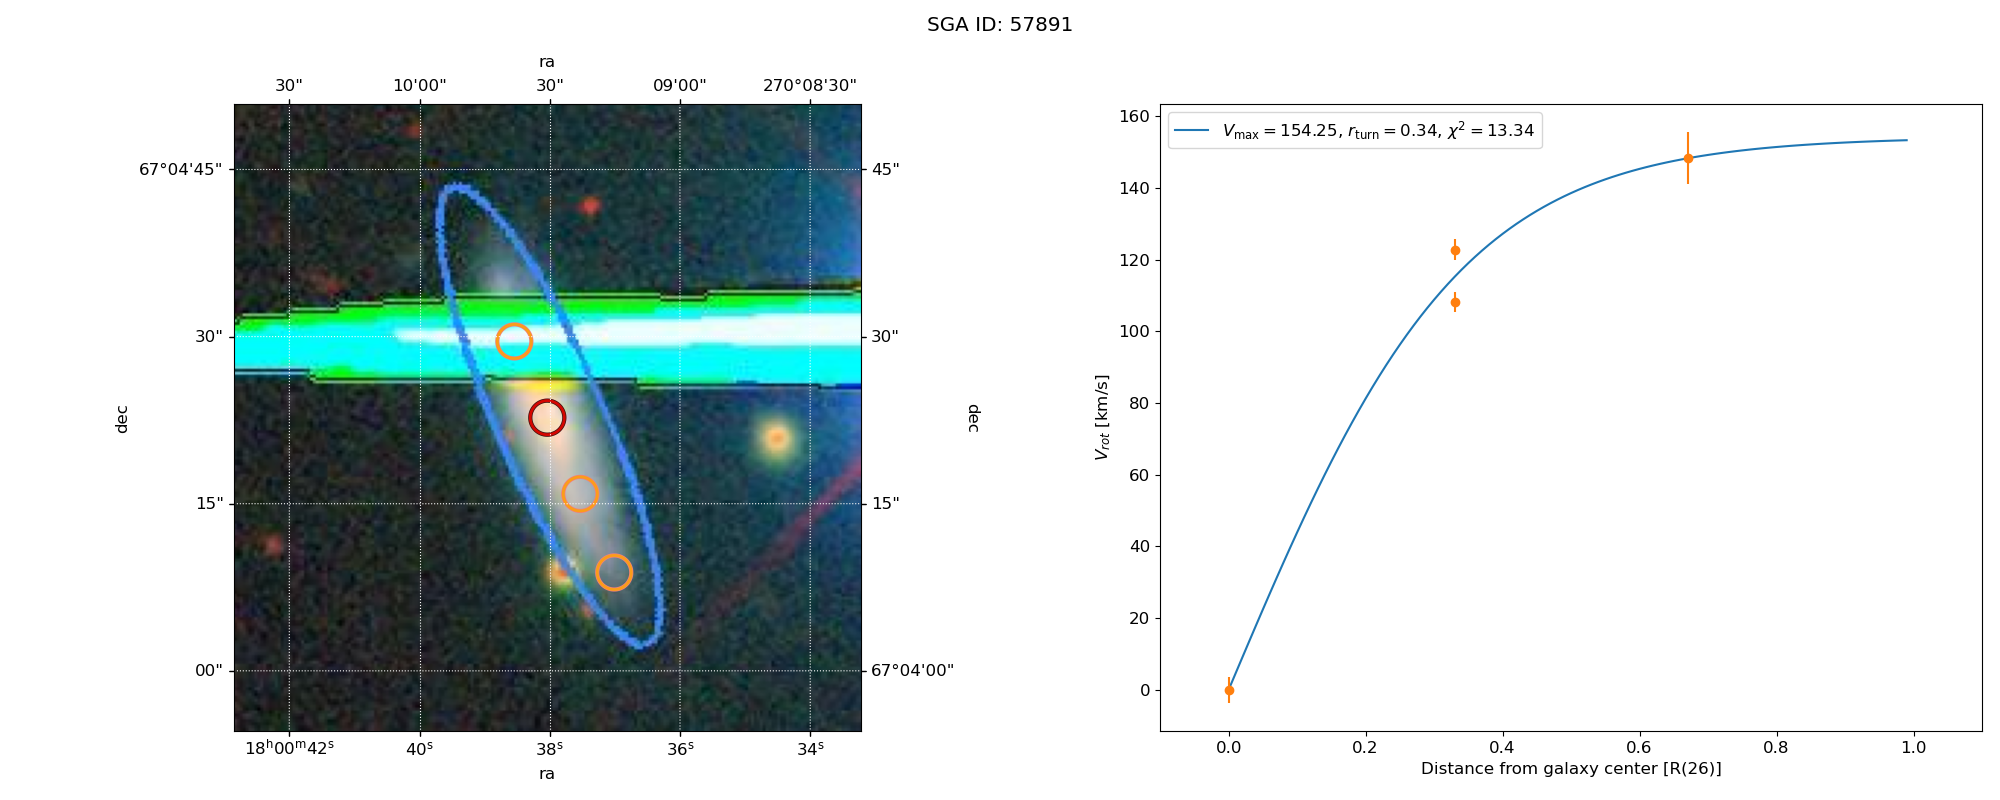 SGA ID: 57891
ra
30" 10'00" 30" 09'00" 270°08'30"
67°04'45" 45"
30" 30"
15" 15"
00" 67°04'00"
dec
dec
18ʰ00ᵐ42ˢ 40ˢ 38ˢ 36ˢ 34ˢ
ra
V_max = 154.25, r_turn = 0.34, χ² = 13.34
160
140
120
100
80
60
40
20
0
V_rot [km/s]
0.0 0.2 0.4 0.6 0.8 1.0
Distance from galaxy center [R(26)]